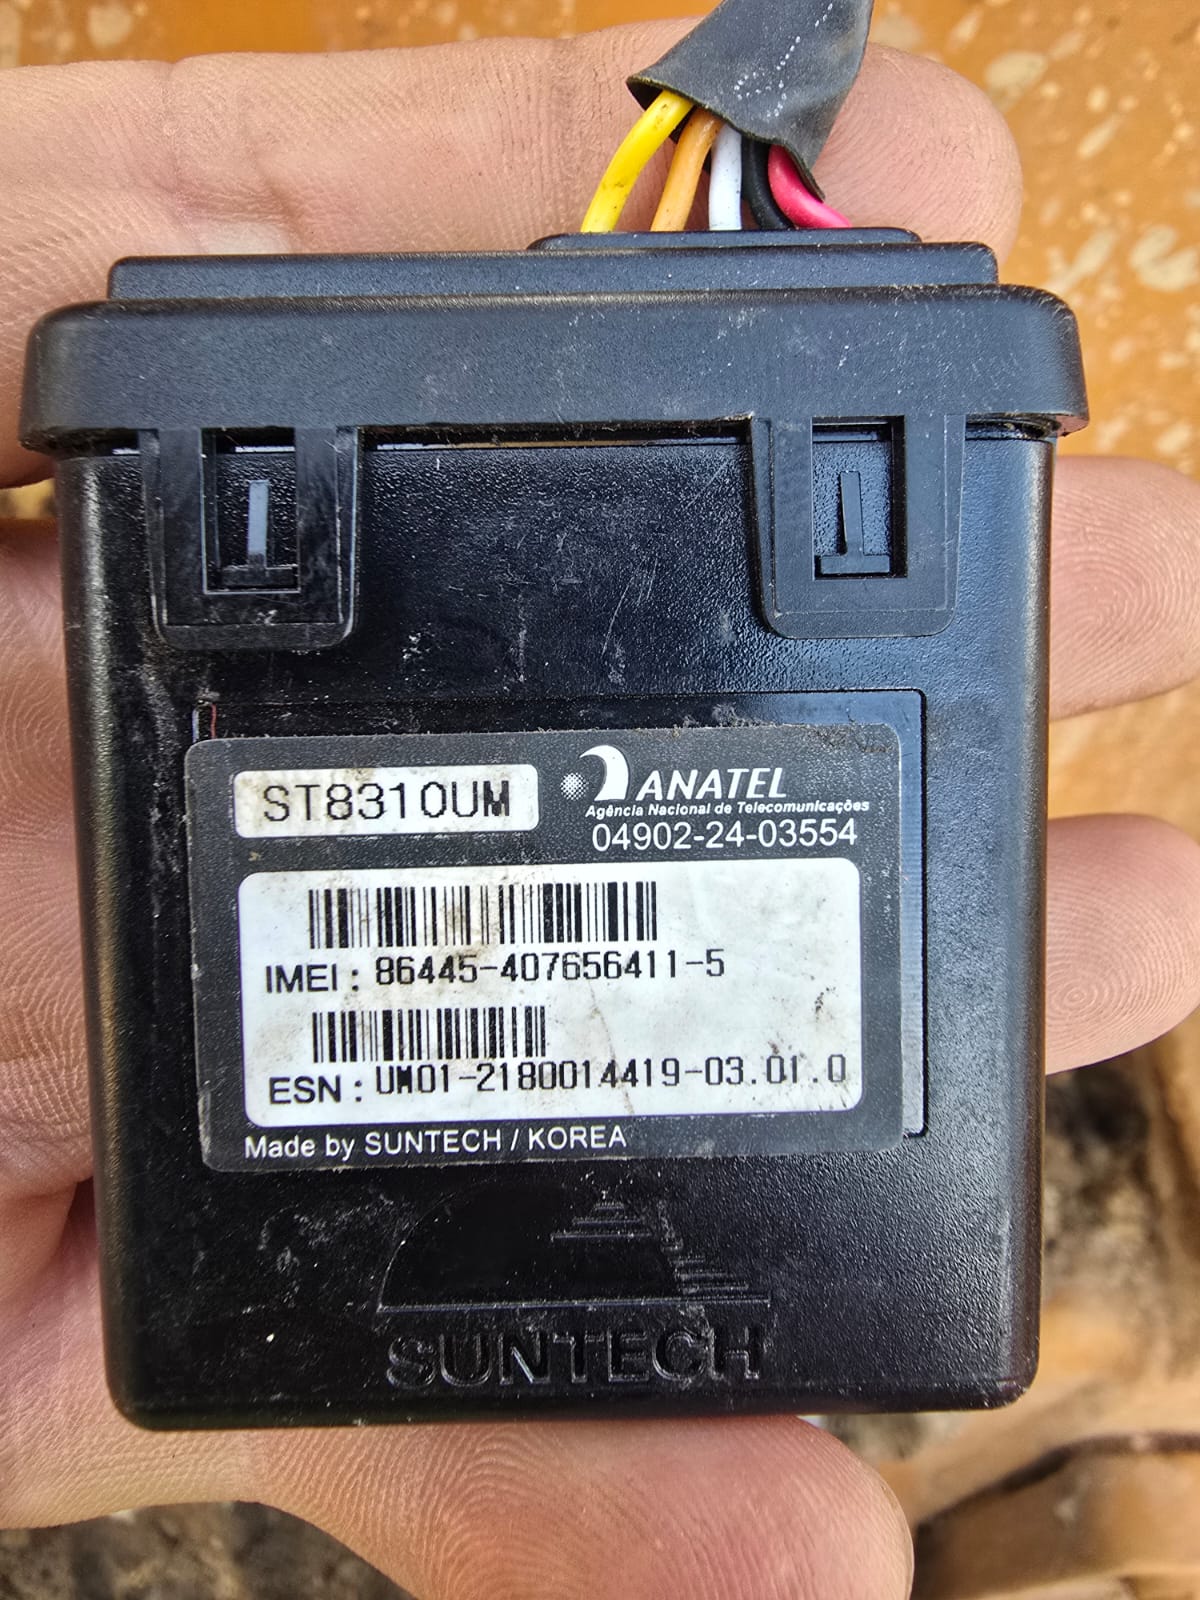 ST8310UM
ANATEL
Agência Nacional de Telecomunicações
04902-24-03554
IMEI : 86445-407656411-5
ESN : UM01-2180014419-03.01.0
Made by SUNTECH / KOREA
SUNTECH